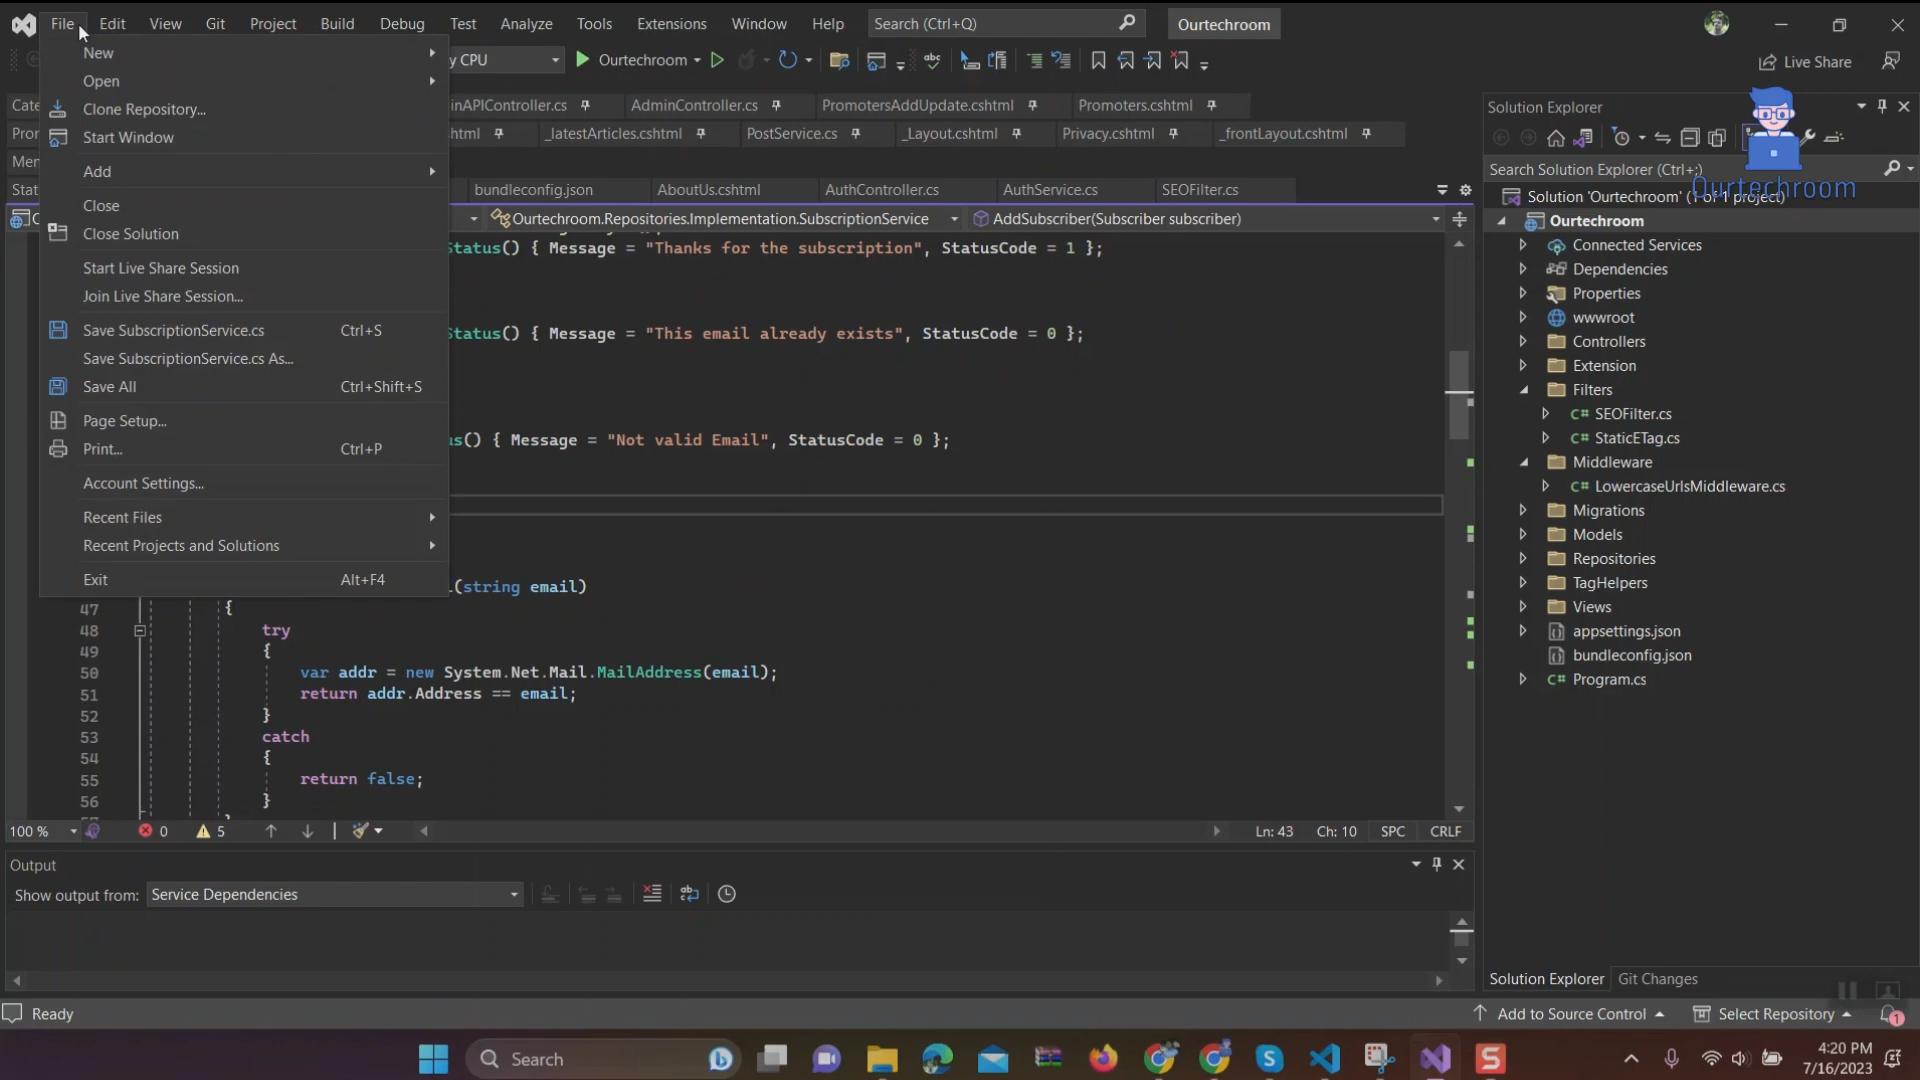 File Edit View Git Project Build Debug Test Analyze Tools Extensions Window Help Search (Ctrl+Q) Ourtechroom
New
Open
Clone Repository...
Start Window
Add
Close
Close Solution
Start Live Share Session
Join Live Share Session...
Save SubscriptionService.cs Ctrl+S
Save SubscriptionService.cs As...
Save All Ctrl+Shift+S
Page Setup...
Print... Ctrl+P
Account Settings...
Recent Files
Recent Projects and Solutions
Exit Alt+F4
y CPU Ourtechroom Live Share
Cate inAPIController.cs AdminController.cs PromotersAddUpdate.cshtml Promoters.cshtml
Pron html _latestArticles.cshtml PostService.cs _Layout.cshtml Privacy.cshtml _frontLayout.cshtml
Mer
Stat bundleconfig.json AboutUs.cshtml AuthController.cs AuthService.cs SEOFilter.cs
Ourtechroom.Repositories.Implementation.SubscriptionService AddSubscriber(Subscriber subscriber)
Status() { Message = "Thanks for the subscription", StatusCode = 1 };
Status() { Message = "This email already exists", StatusCode = 0 };
us() { Message = "Not valid Email", StatusCode = 0 };
(string email)
47 {
48 try
49 {
50 var addr = new System.Net.Mail.MailAddress(email);
51 return addr.Address == email;
52 }
53 catch
54 {
55 return false;
56 }
100 % 0 5 Ln: 43 Ch: 10 SPC CRLF
Output
Show output from: Service Dependencies
Solution Explorer
Search Solution Explorer (Ctrl+;)
Ourtechroom
Solution 'Ourtechroom' (1 of 1 project)
Ourtechroom
Connected Services
Dependencies
Properties
wwwroot
Controllers
Extension
Filters
C# SEOFilter.cs
C# StaticETag.cs
Middleware
C# LowercaseUrlsMiddleware.cs
Migrations
Models
Repositories
TagHelpers
Views
appsettings.json
bundleconfig.json
C# Program.cs
Solution Explorer Git Changes
Ready Add to Source Control Select Repository 1
Search 4:20 PM
7/16/2023